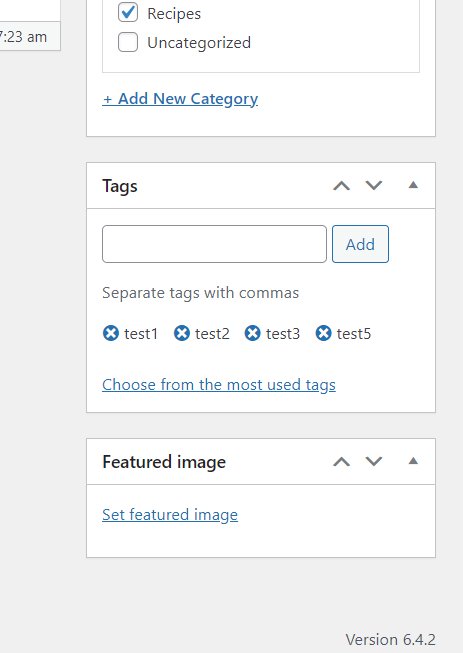 Recipes
7:23 am
Uncategorized
+ Add New Category
Tags
Add
Separate tags with commas
test1 test2 test3 test5
Choose from the most used tags
Featured image
Set featured image
Version 6.4.2